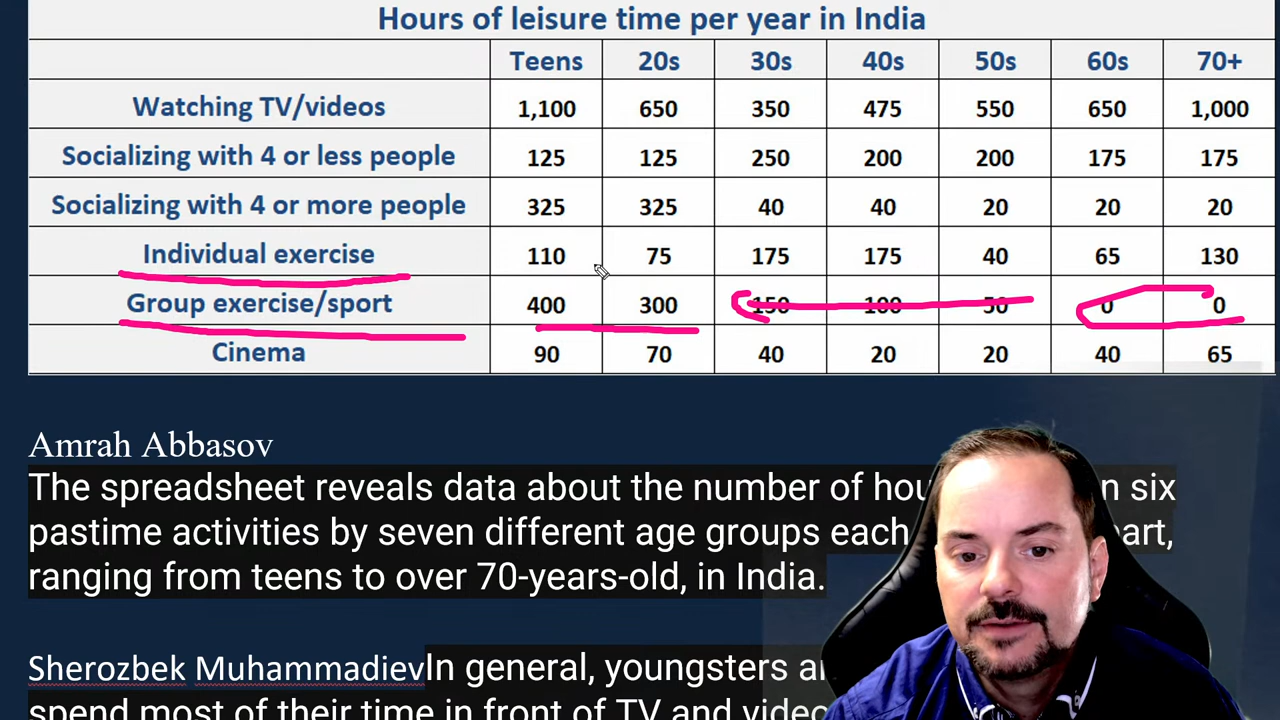 Hours of leisure time per year in India
Teens 20s 30s 40s 50s 60s 70+
Watching TV/videos 1,100 650 350 475 550 650 1,000
Socializing with 4 or less people 125 125 250 200 200 175 175
Socializing with 4 or more people 325 325 40 40 20 20 20
Individual exercise 110 75 175 175 40 65 130
Group exercise/sport 400 300 150 100 50 0 0
Cinema 90 70 40 20 20 40 65
Amrah Abbasov
The spreadsheet reveals data about the number of six
pastime activities by seven different age groups each
ranging from teens to over 70-years-old, in India.
Sherozbek MuhammadievIn general, youngsters
spend most of their time in front of TV and